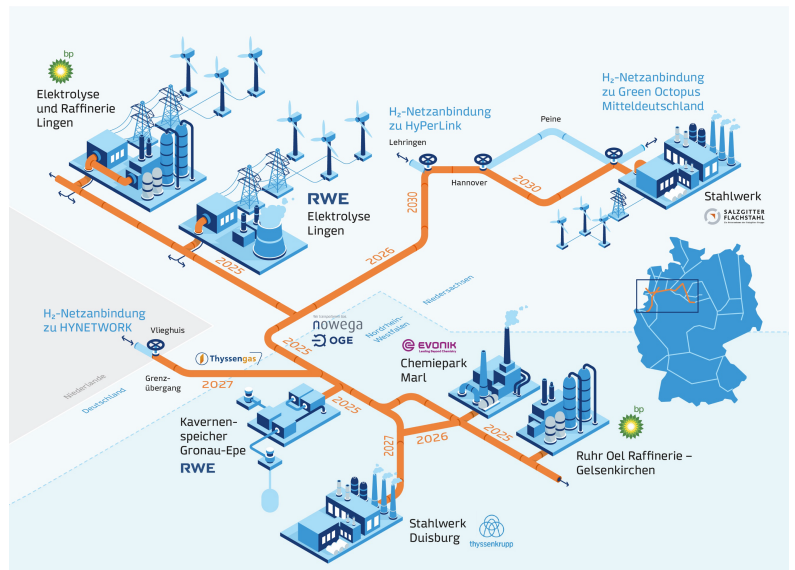 bp
Elektrolyse
und Raffinerie
Lingen
H₂-Netzanbindung
zu HyPerLink
Lehringen
Peine
H₂-Netzanbindung
zu Green Octopus
Mitteldeutschland
Hannover
2030
2030
Stahlwerk
SALZGITTER
FLACHSTAHL
RWE
Elektrolyse
Lingen
2025
2026
H₂-Netzanbindung
zu HYNETWORK
Vlieghuis
Niederlande
Deutschland
Grenz-
übergang
Thyssengas
2027
nowega
OGE
2025
Nordrhein-
Westfalen
Niedersachsen
EVONIK
Leading Beyond Chemistry
Chemiepark
Marl
Kavernen-
speicher
Gronau-Epe
RWE
2025
2027
2026
2025
bp
Ruhr Oel Raffinerie –
Gelsenkirchen
Stahlwerk
Duisburg
thyssenkrupp